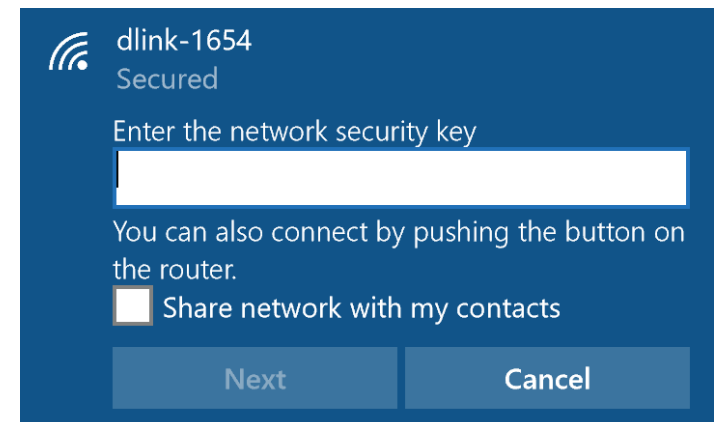 dlink-1654
Secured
Enter the network security key
You can also connect by pushing the button on
the router.
Share network with my contacts
Next
Cancel